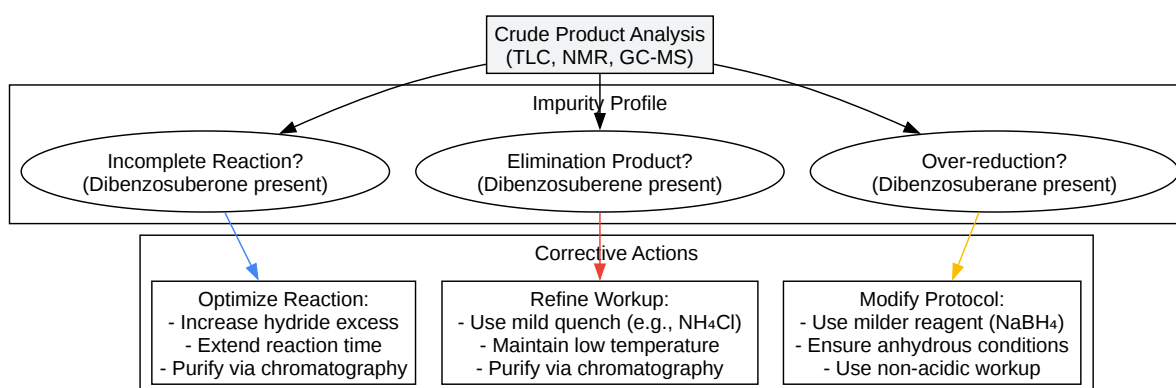 Crude Product Analysis
(TLC, NMR, GC-MS)
Impurity Profile
Incomplete Reaction?
(Dibenzosuberone present)
Elimination Product?
(Dibenzosuberene present)
Over-reduction?
(Dibenzosuberane present)
Corrective Actions
Optimize Reaction:
- Increase hydride excess
- Extend reaction time
- Purify via chromatography
Refine Workup:
- Use mild quench (e.g., NH₄Cl)
- Maintain low temperature
- Purify via chromatography
Modify Protocol:
- Use milder reagent (NaBH₄)
- Ensure anhydrous conditions
- Use non-acidic workup